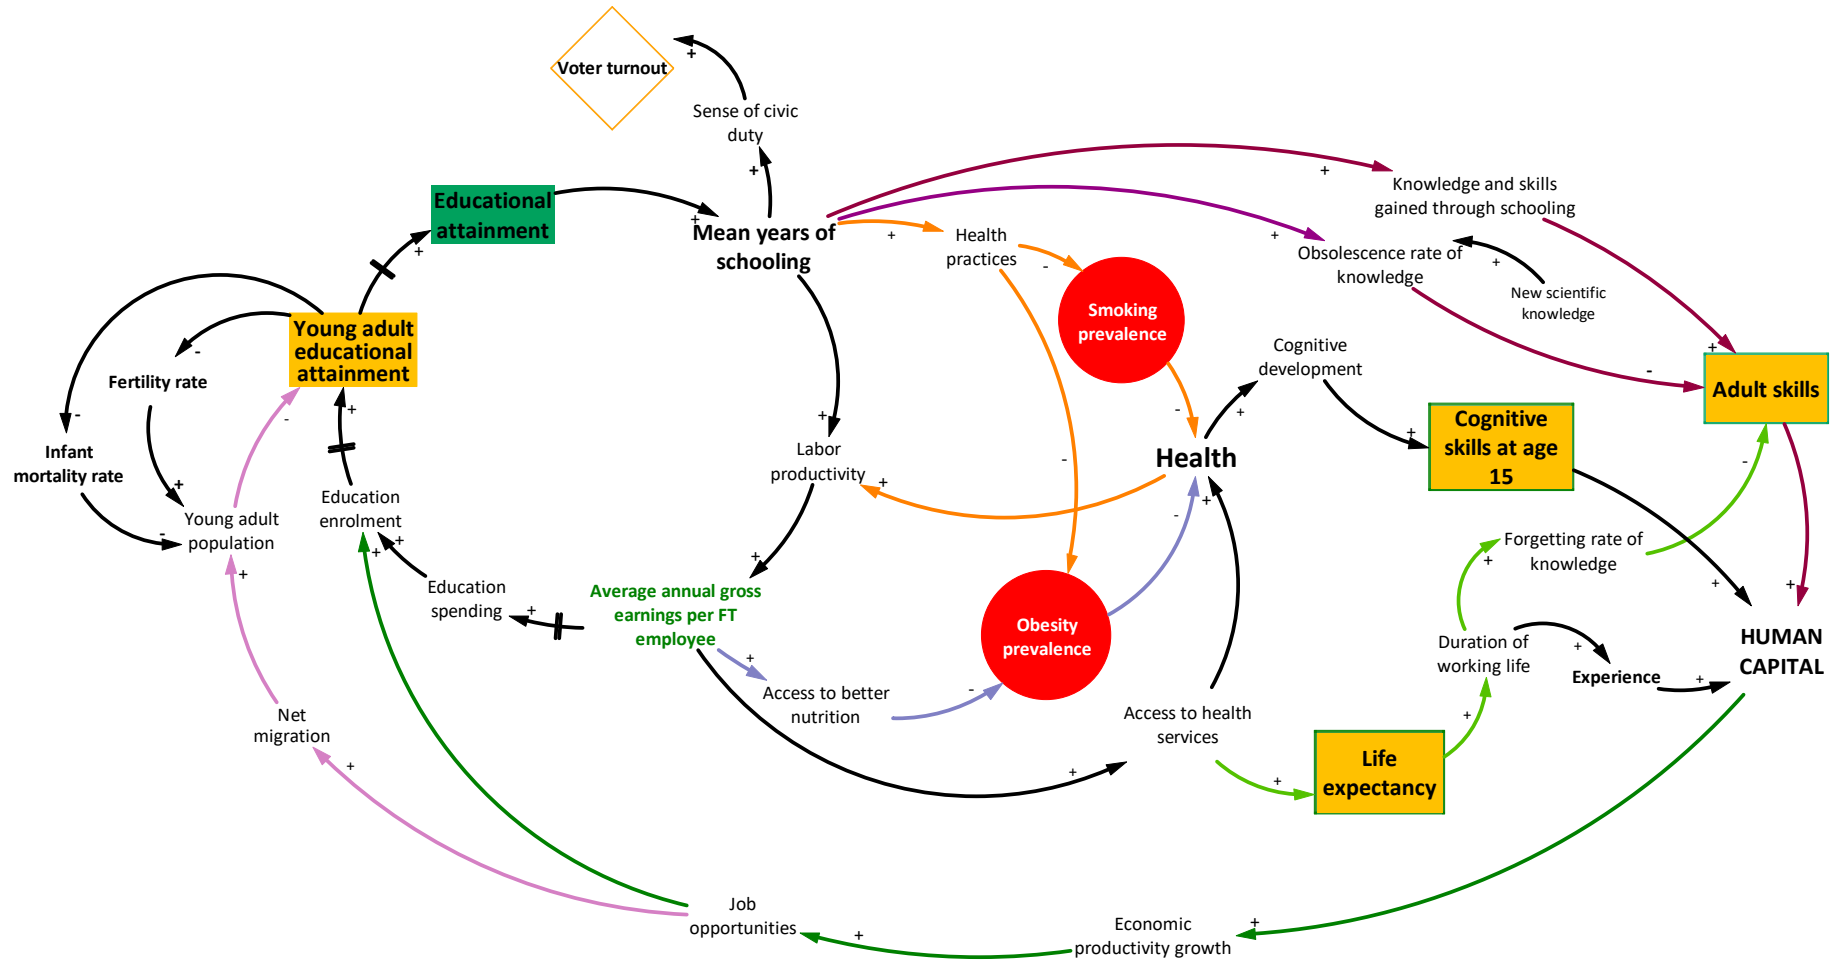 Voter turnout
+
Sense of civic
duty
+
Educational
attainment
+
+
Mean years of
schooling
+
Health
practices
-
Smoking
prevalence
-
-
+
Knowledge and skills
gained through schooling
+
Obsolescence rate of
knowledge
+
New scientific
knowledge
+
-
Adult skills
Young adult
educational
attainment
-
Fertility rate
-
Infant
mortality rate
+
-
Young adult
population
-
+
Education
enrolment
+
+
+
Labor
productivity
+
Health
+
Cognitive
development
+
Cognitive
skills at age
15
+
-
Forgetting rate of
knowledge
+
Education
spending
+
+
Average annual gross
earnings per FT
employee
+
Access to better
nutrition
-
Obesity
prevalence
-
+
Access to health
services
+
+
Life
expectancy
+
Duration of
working life
+
Experience
+
+
HUMAN
CAPITAL
+
Net
migration
+
Job
opportunities
+
Economic
productivity growth
+